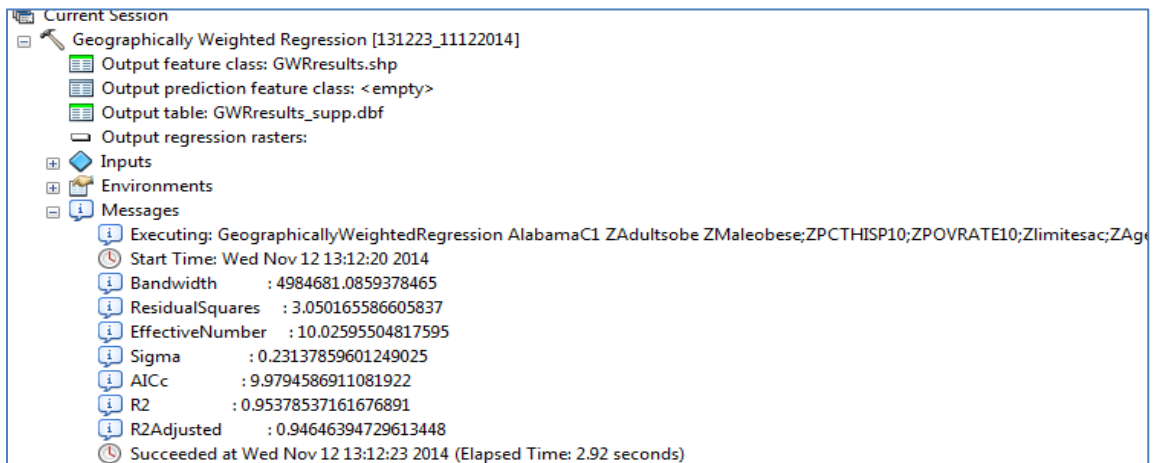 Current Session
Geographically Weighted Regression [131223_11122014]
Output feature class: GWRresults.shp
Output prediction feature class: <empty>
Output table: GWRresults_supp.dbf
Output regression rasters:
Inputs
Environments
Messages
Executing: GeographicallyWeightedRegression AlabamaC1 ZAdultsobe ZMaleobese;ZPCTHISP10;ZPOVRATE10;Zlimitesac;ZAge
Start Time: Wed Nov 12 13:12:20 2014
Bandwidth : 4984681.0859378465
ResidualSquares : 3.050165586605837
EffectiveNumber : 10.02595504817595
Sigma : 0.23137859601249025
AICc : 9.9794586911081922
R2 : 0.95378537161676891
R2Adjusted : 0.94646394729613448
Succeeded at Wed Nov 12 13:12:23 2014 (Elapsed Time: 2.92 seconds)